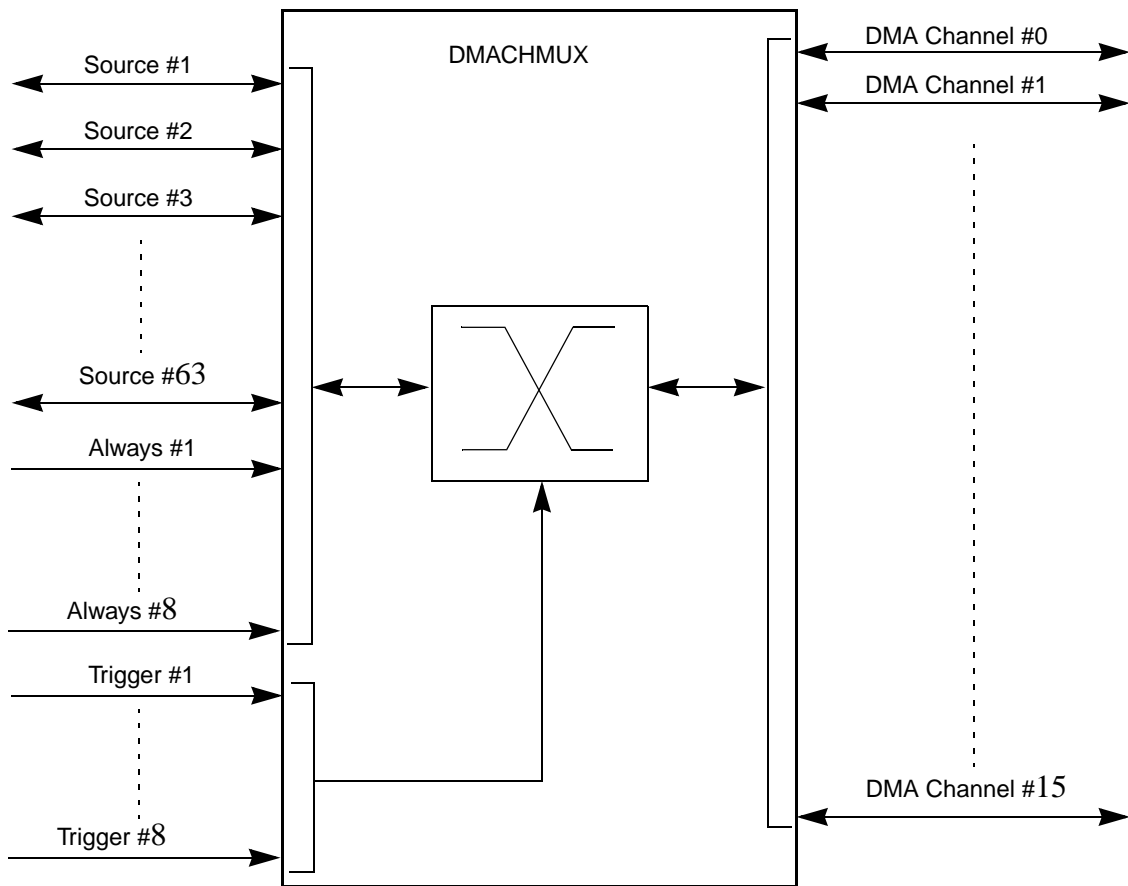 DMACHMUX
Source #1
Source #2
Source #3
Source #63
Always #1
Always #8
Trigger #1
Trigger #8
DMA Channel #0
DMA Channel #1
DMA Channel #15